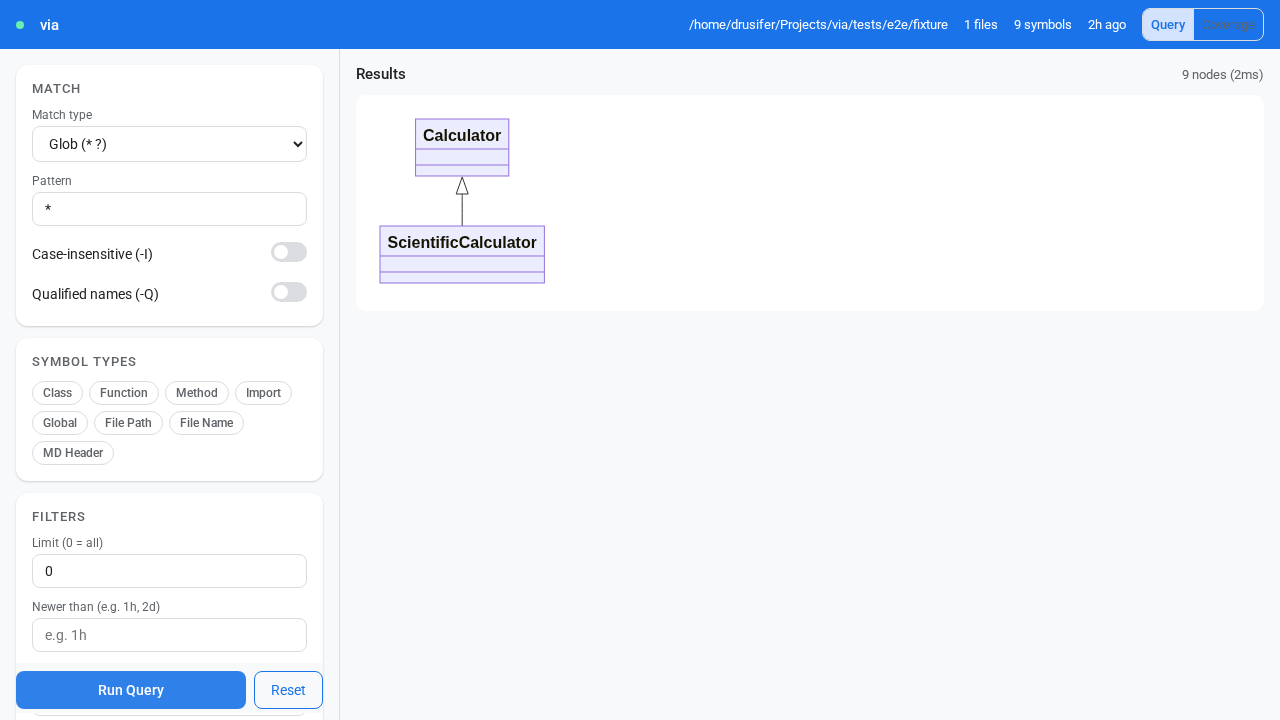 via
/home/drusifer/Projects/via/tests/e2e/fixture 1 files 9 symbols 2h ago Query Coverage
MATCH
Match type
Glob (* ?)
Pattern
*
Case-insensitive (-I)
Qualified names (-Q)
SYMBOL TYPES
Class Function Method Import
Global File Path File Name
MD Header
FILTERS
Limit (0 = all)
0
Newer than (e.g. 1h, 2d)
e.g. 1h
Run Query Reset
Results 9 nodes (2ms)
Calculator
ScientificCalculator